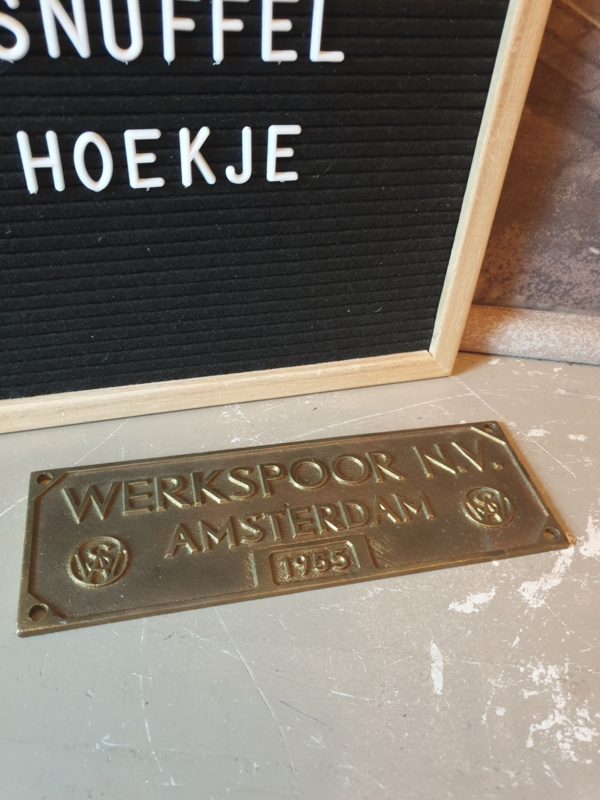 SNUFFEL
HOEKJE
WERKSPOOR N.V.
AMSTERDAM
1955